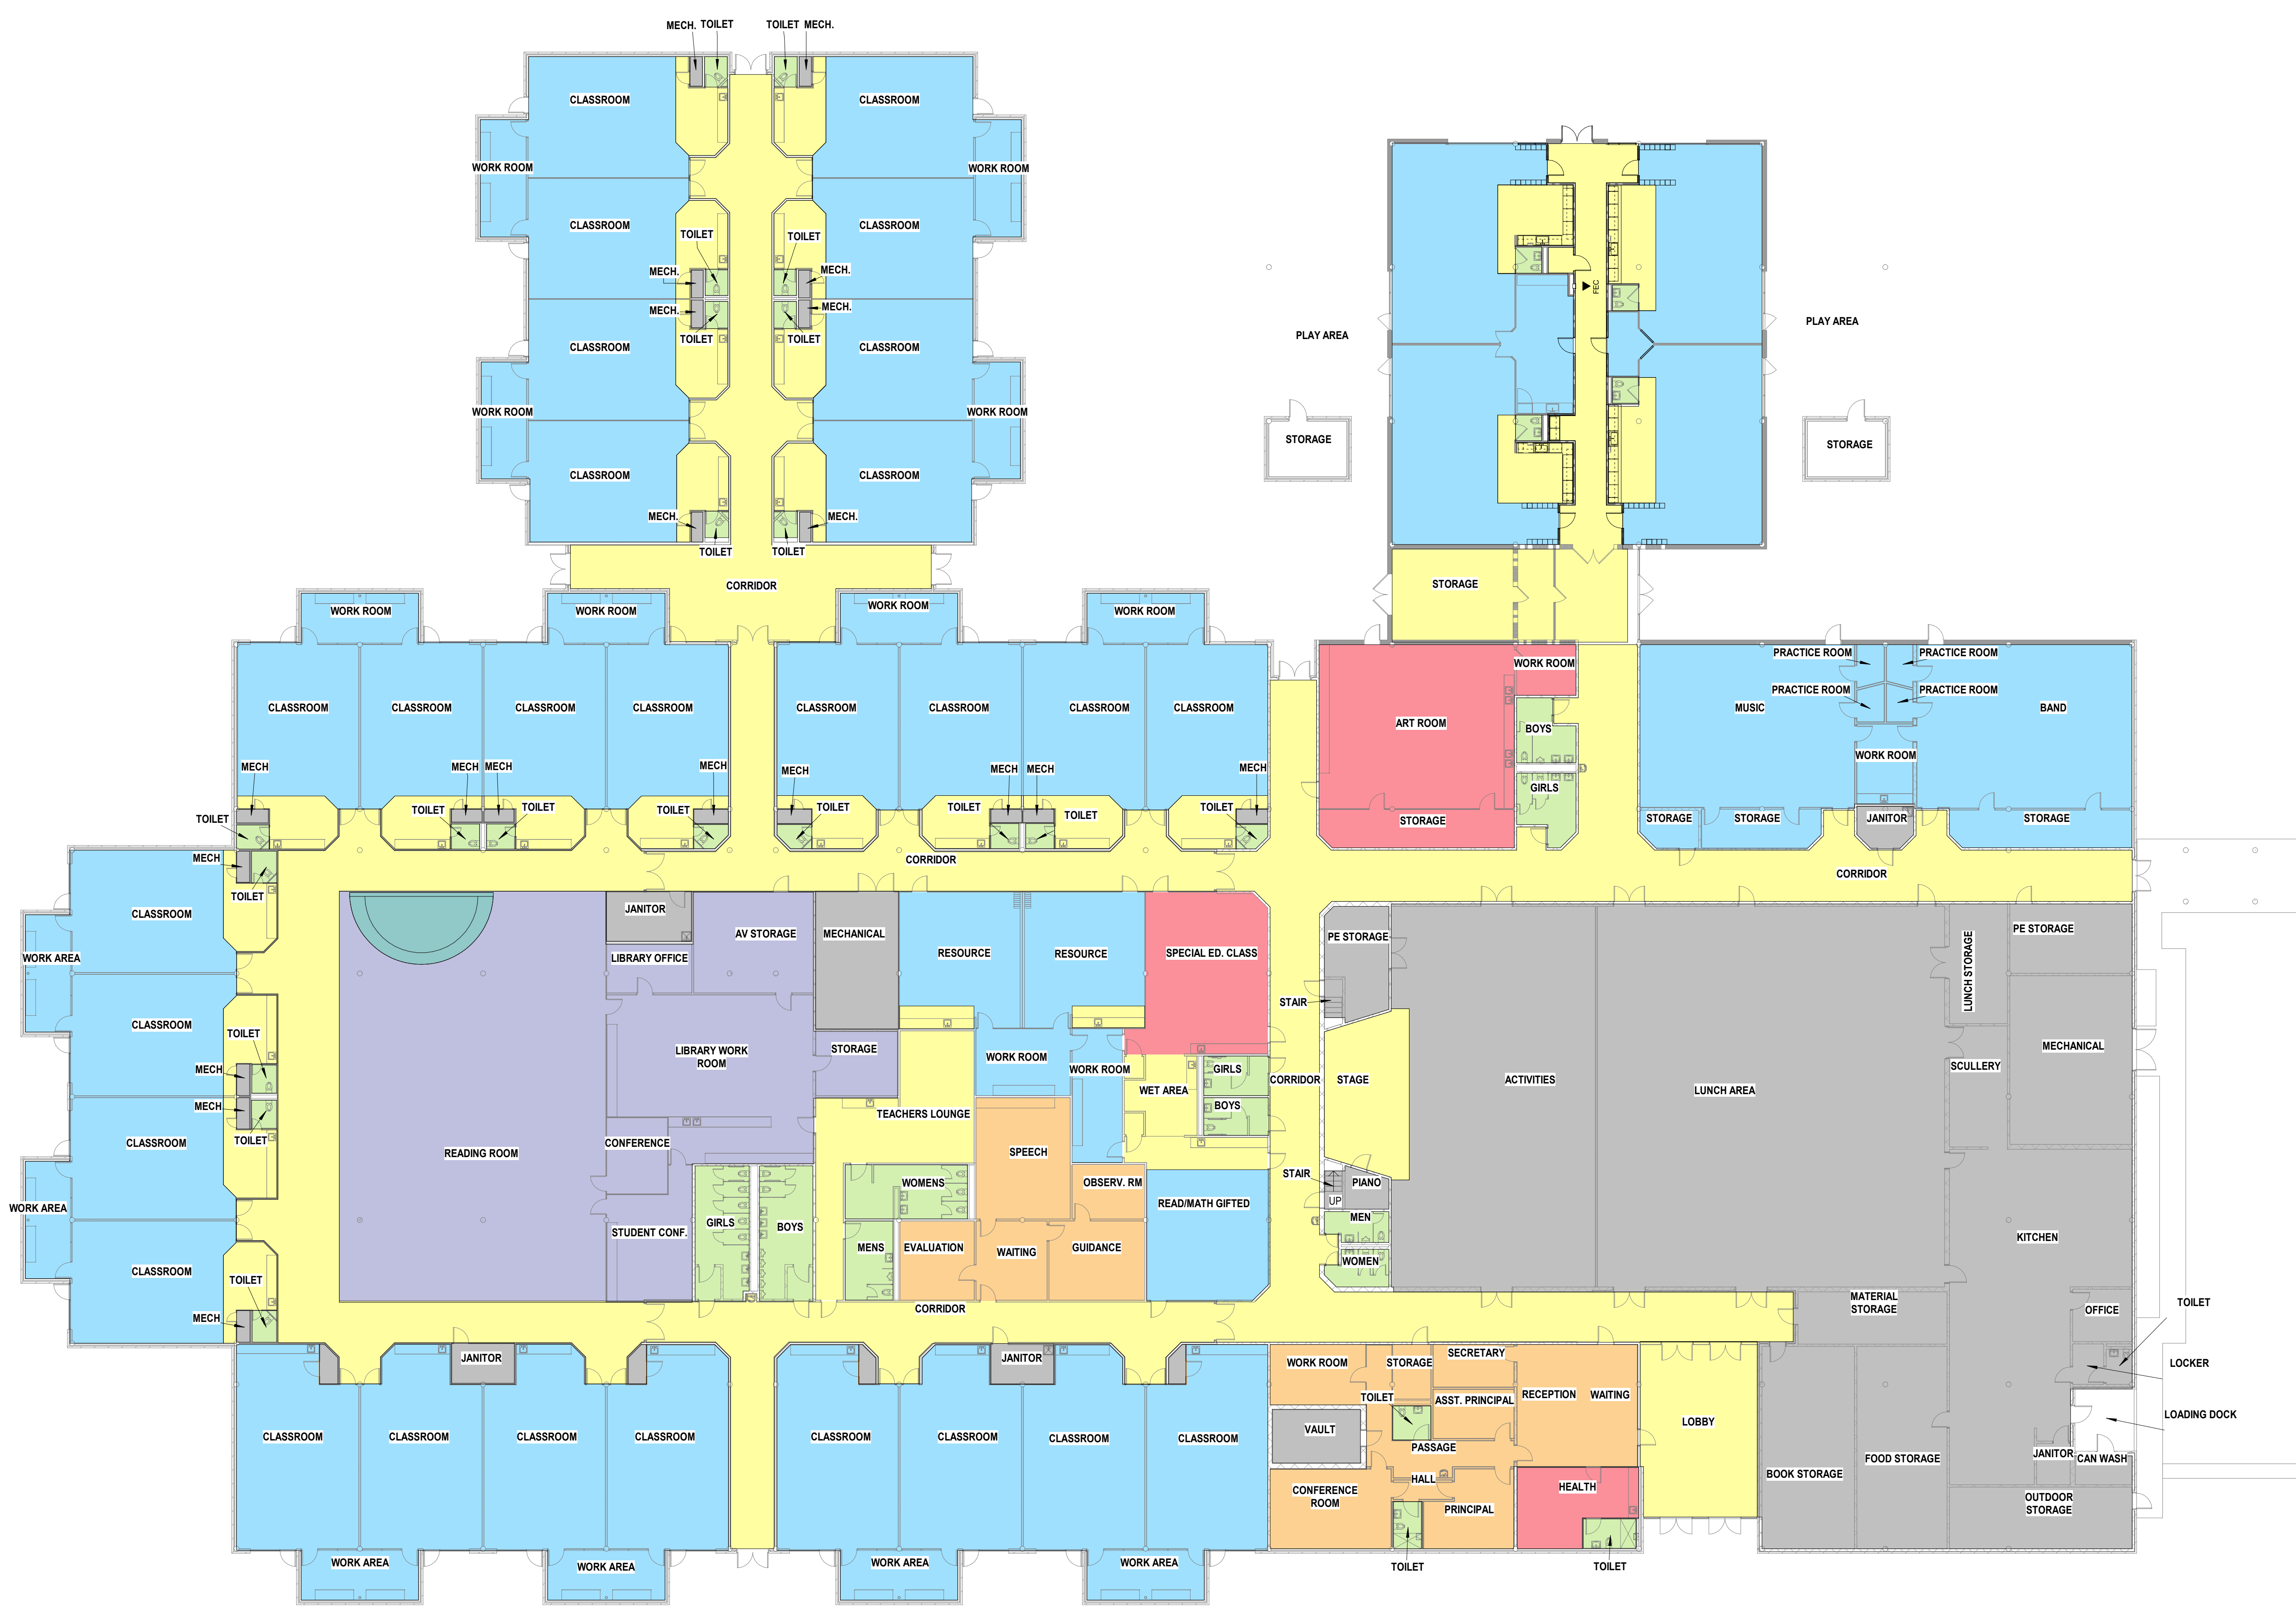 MECH.
TOILET
TOILET
MECH.
CLASSROOM
CLASSROOM
WORK ROOM
WORK ROOM
CLASSROOM
CLASSROOM
TOILET
TOILET
MECH.
MECH.
MECH.
MECH.
TOILET
TOILET
CLASSROOM
CLASSROOM
WORK ROOM
WORK ROOM
CLASSROOM
CLASSROOM
MECH.
MECH.
TOILET
TOILET
CORRIDOR
FEC
PLAY AREA
PLAY AREA
STORAGE
STORAGE
STORAGE
WORK ROOM
WORK ROOM
WORK ROOM
WORK ROOM
CLASSROOM
CLASSROOM
CLASSROOM
CLASSROOM
CLASSROOM
CLASSROOM
CLASSROOM
CLASSROOM
MECH
MECH
MECH
MECH
MECH
MECH
MECH
MECH
TOILET
TOILET
TOILET
TOILET
TOILET
TOILET
TOILET
TOILET
WORK ROOM
ART ROOM
BOYS
GIRLS
STORAGE
MUSIC
PRACTICE ROOM
PRACTICE ROOM
PRACTICE ROOM
PRACTICE ROOM
BAND
WORK ROOM
STORAGE
STORAGE
JANITOR
STORAGE
CORRIDOR
CORRIDOR
MECH
TOILET
CLASSROOM
WORK AREA
CLASSROOM
TOILET
MECH
MECH
TOILET
CLASSROOM
WORK AREA
CLASSROOM
TOILET
MECH
READING ROOM
JANITOR
LIBRARY OFFICE
AV STORAGE
LIBRARY WORK
ROOM
STORAGE
CONFERENCE
STUDENT CONF.
GIRLS
BOYS
MECHANICAL
RESOURCE
RESOURCE
SPECIAL ED. CLASS
TEACHERS LOUNGE
WORK ROOM
WORK ROOM
WET AREA
GIRLS
BOYS
SPEECH
OBSERV. RM
READ/MATH GIFTED
WOMENS
MENS
EVALUATION
WAITING
GUIDANCE
CORRIDOR
CORRIDOR
PE STORAGE
STAIR
STAGE
STAIR
UP
PIANO
MEN
WOMEN
ACTIVITIES
LUNCH AREA
LUNCH STORAGE
PE STORAGE
SCULLERY
MECHANICAL
KITCHEN
MATERIAL
STORAGE
OFFICE
TOILET
LOCKER
LOADING DOCK
JANITOR
CAN WASH
OUTDOOR
STORAGE
FOOD STORAGE
BOOK STORAGE
LOBBY
WORK ROOM
STORAGE
SECRETARY
TOILET
ASST. PRINCIPAL
RECEPTION
WAITING
VAULT
PASSAGE
HALL
CONFERENCE
ROOM
PRINCIPAL
HEALTH
TOILET
TOILET
JANITOR
JANITOR
CLASSROOM
CLASSROOM
CLASSROOM
CLASSROOM
CLASSROOM
CLASSROOM
CLASSROOM
CLASSROOM
WORK AREA
WORK AREA
WORK AREA
WORK AREA